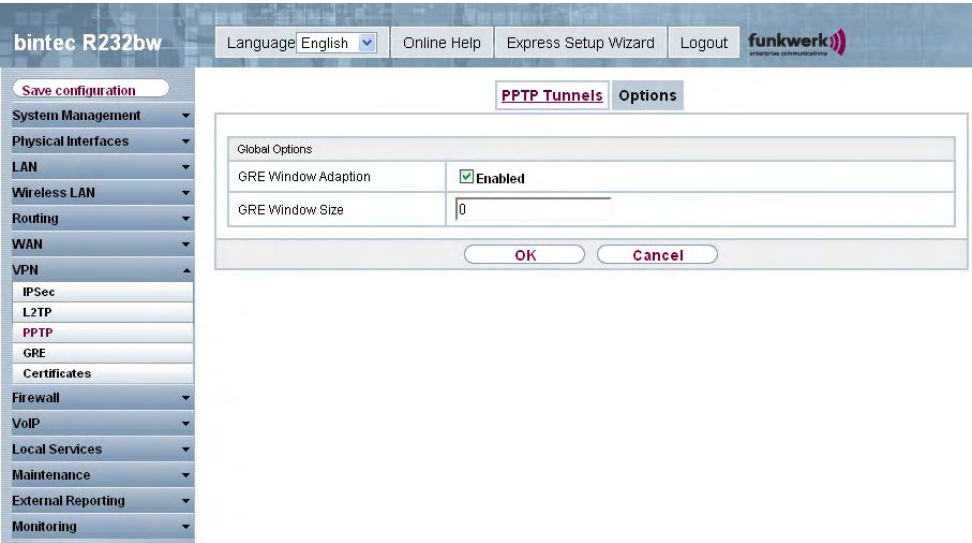 bintec R232bw
Language English
Online Help
Express Setup Wizard
Logout
funkwerk
enterprise communications
Save configuration
System Management
Physical Interfaces
LAN
Wireless LAN
Routing
WAN
VPN
IPSec
L2TP
PPTP
GRE
Certificates
Firewall
VoIP
Local Services
Maintenance
External Reporting
Monitoring
PPTP Tunnels
Options
Global Options
GRE Window Adaption
Enabled
GRE Window Size
0
OK
Cancel